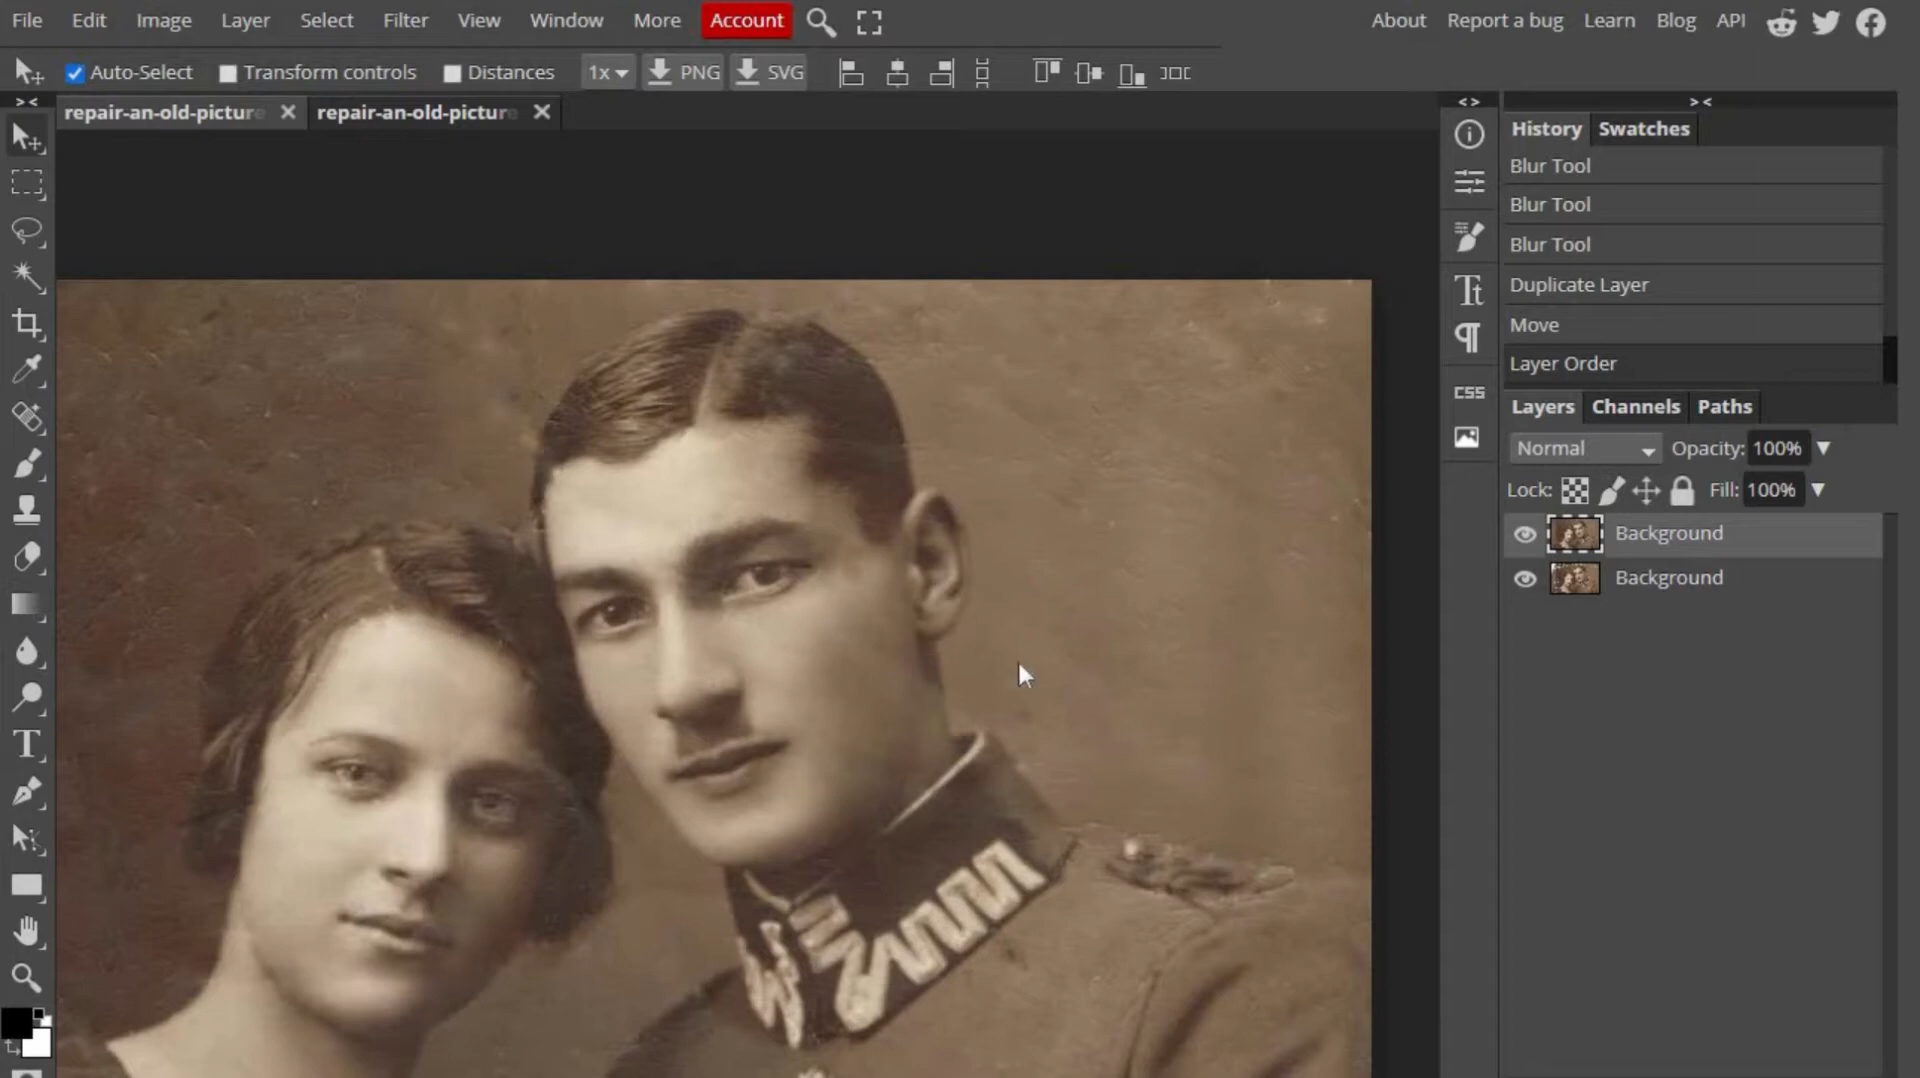 File Edit Image Layer Select Filter View Window More Account About Report a bug Learn Blog API
Auto-Select Transform controls Distances 1x PNG SVG
repair-an-old-picture repair-an-old-picture
History Swatches
Blur Tool
Blur Tool
Blur Tool
Duplicate Layer
Move
Layer Order
CSS
Layers Channels Paths
Normal Opacity: 100%
Lock: Fill: 100%
Background
Background